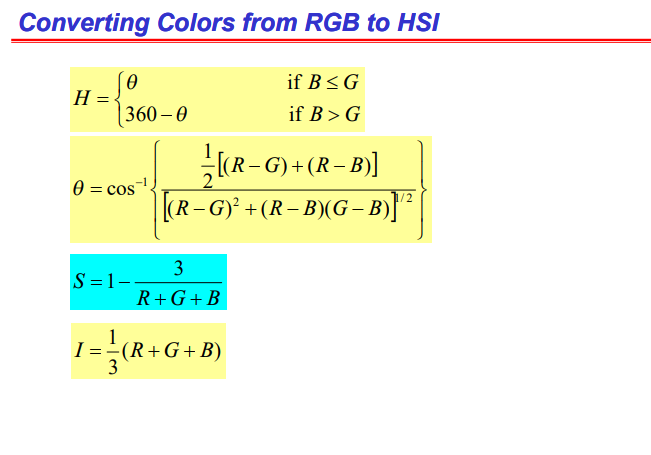 Converting Colors from RGB to HSI
H = { θ if B ≤ G
360 − θ if B > G
θ = cos⁻¹ { ½[(R − G) + (R − B)] / [(R − G)² + (R − B)(G − B)]^1/2 }
S = 1 − 3 / (R + G + B)
I = 1/3 (R + G + B)